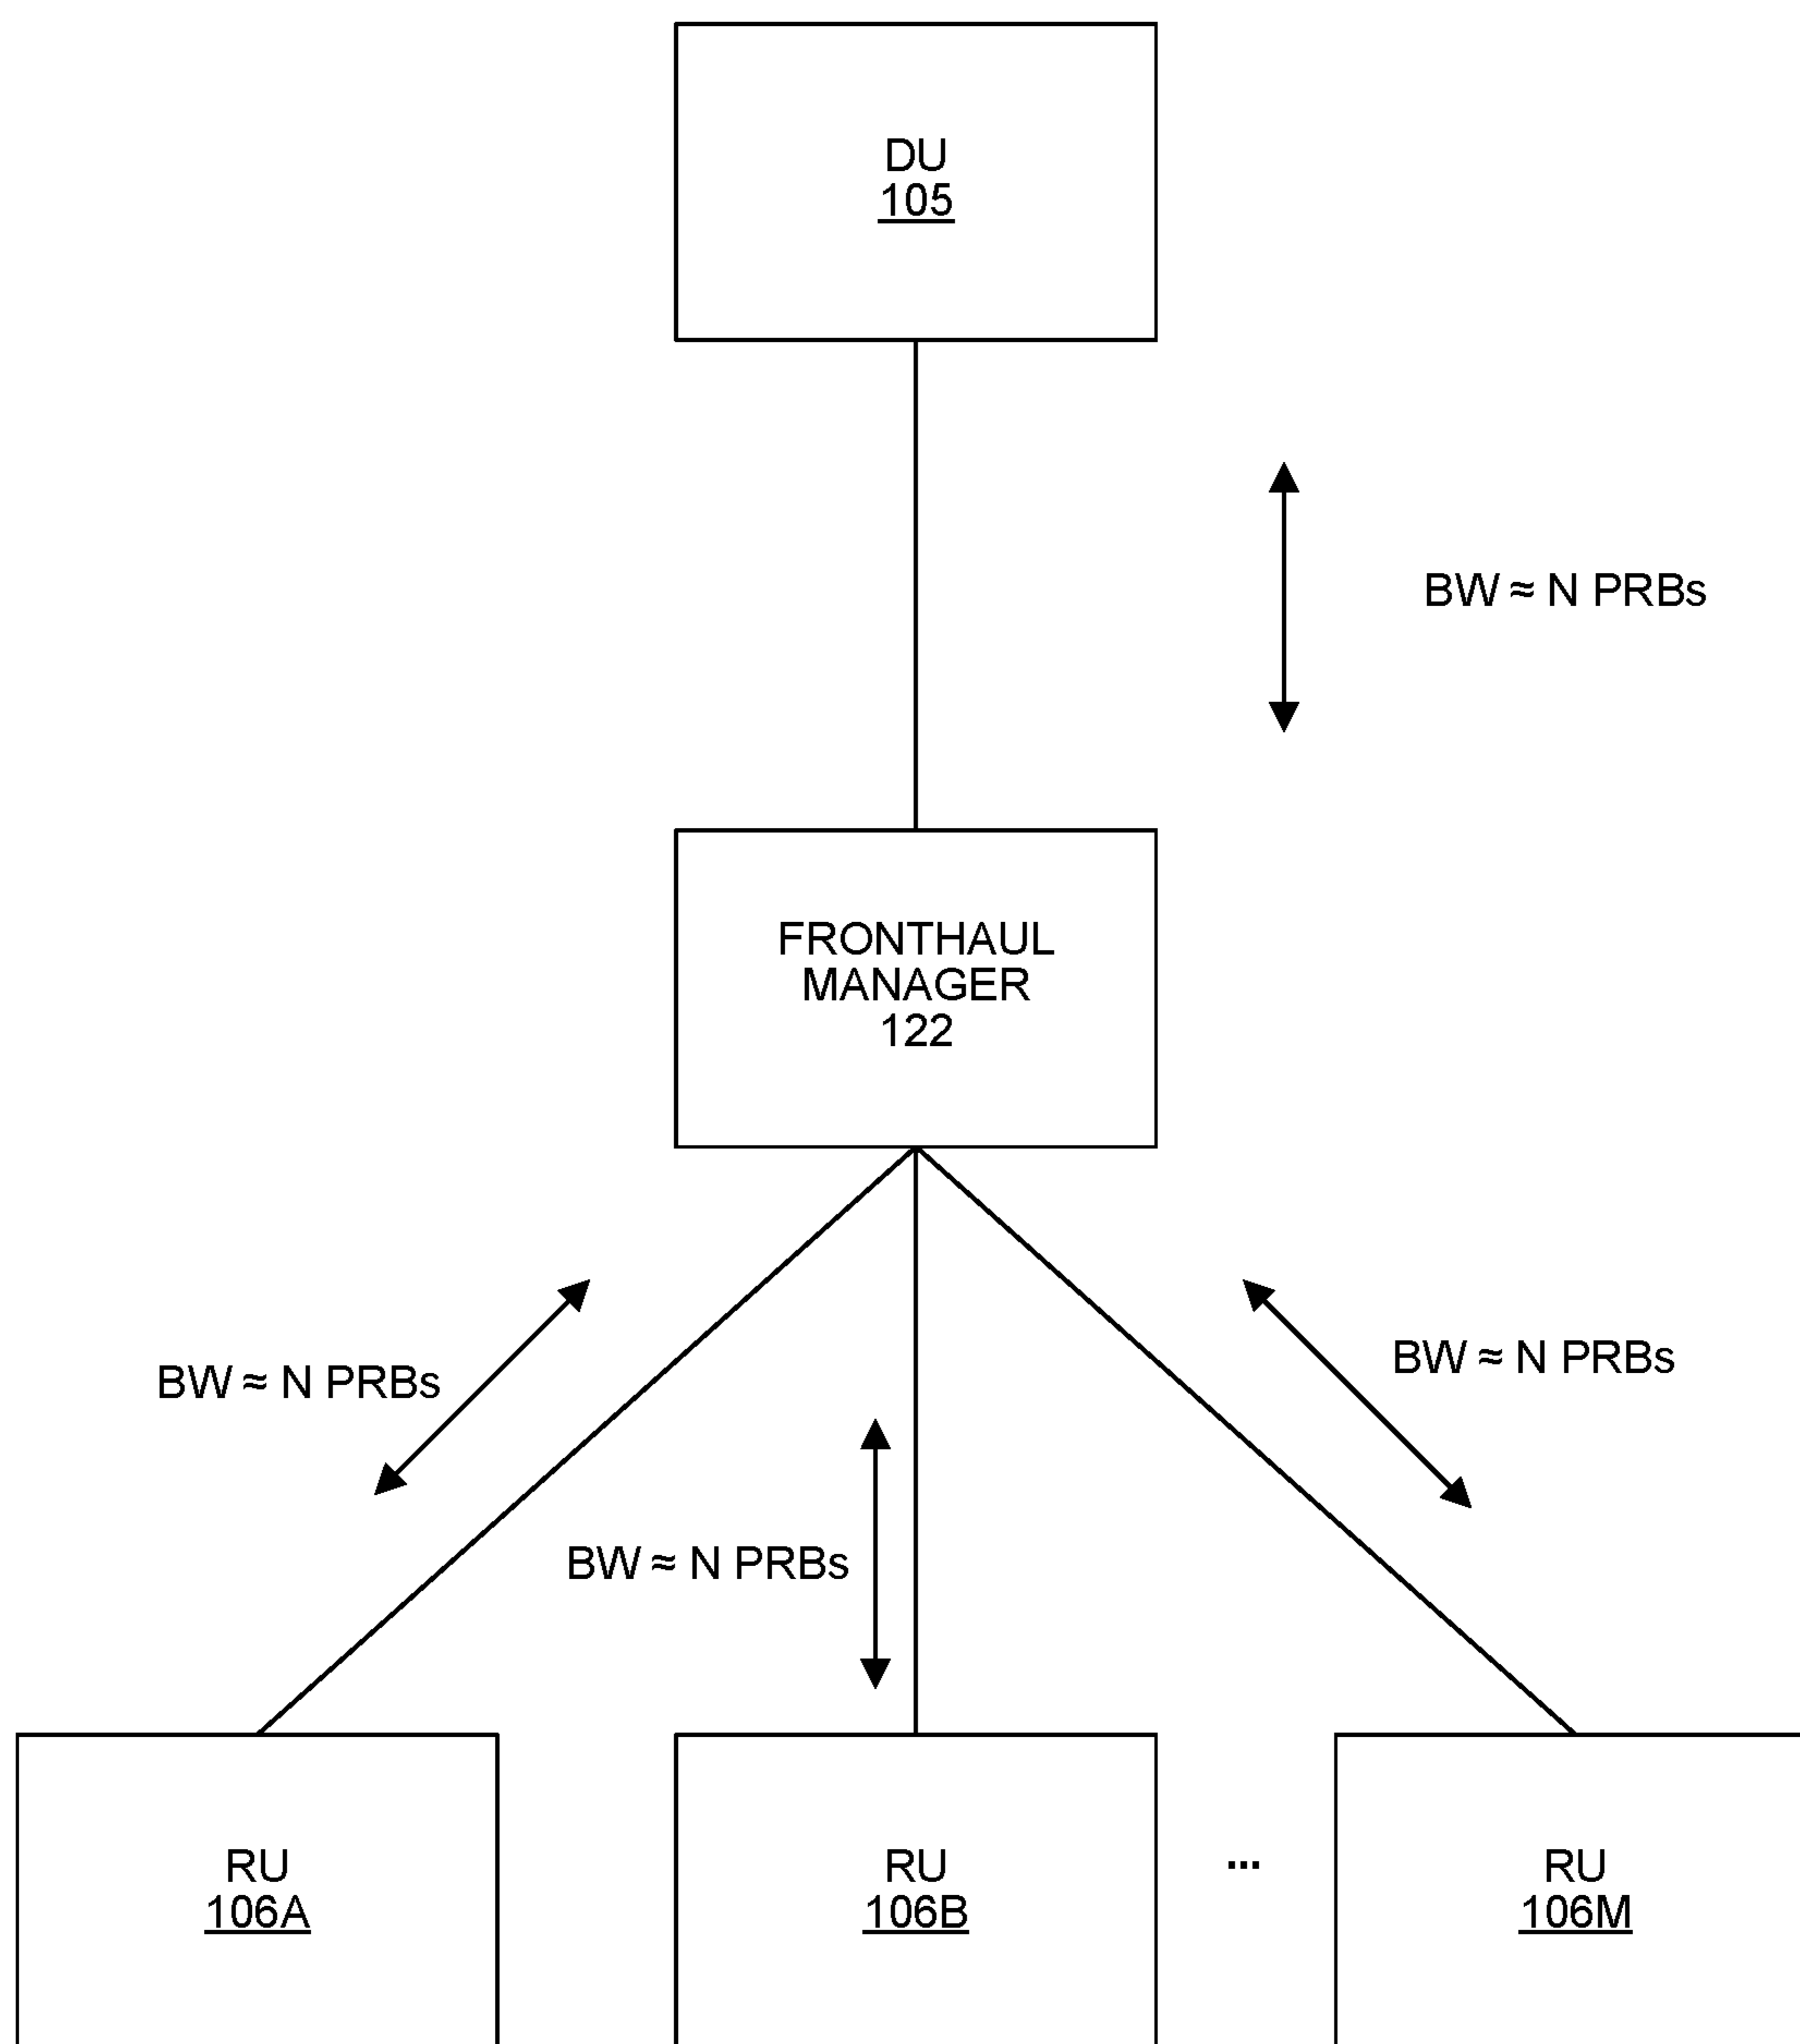 DU
105
BW ≈ N PRBs
FRONTHAUL
MANAGER
122
BW ≈ N PRBs
BW ≈ N PRBs
BW ≈ N PRBs
RU
106A
RU
106B
...
RU
106M